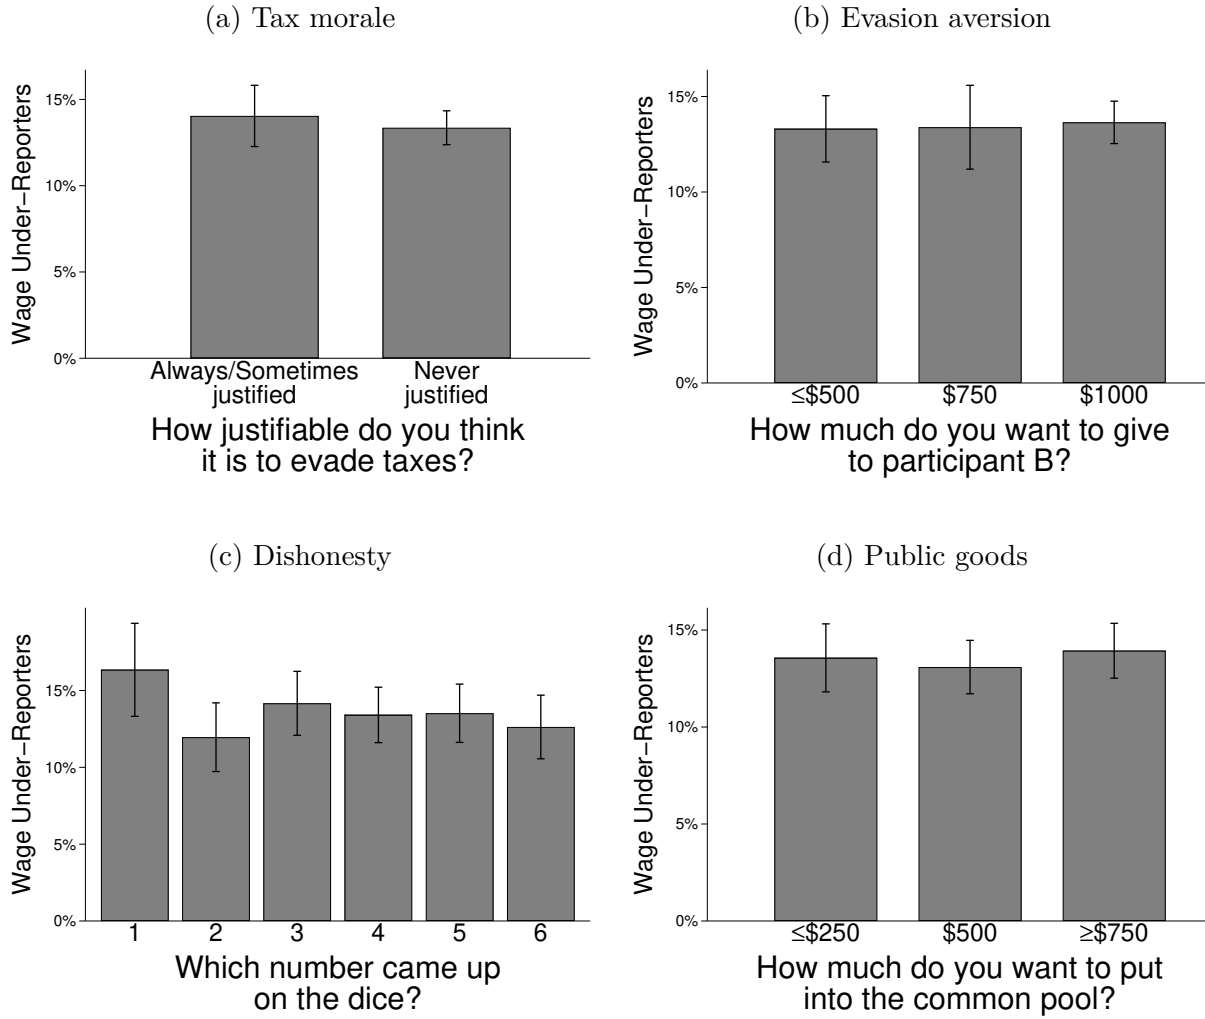 (a) Tax morale
Wage Under−Reporters
15%
10%
5%
0%
Always/Sometimes
justified
Never
justified
How justifiable do you think
it is to evade taxes?
(b) Evasion aversion
Wage Under−Reporters
15%
10%
5%
0%
≤$500
$750
$1000
How much do you want to give
to participant B?
(c) Dishonesty
Wage Under−Reporters
15%
10%
5%
0%
1 2 3 4 5 6
Which number came up
on the dice?
(d) Public goods
Wage Under−Reporters
15%
10%
5%
0%
≤$250
$500
≥$750
How much do you want to put
into the common pool?